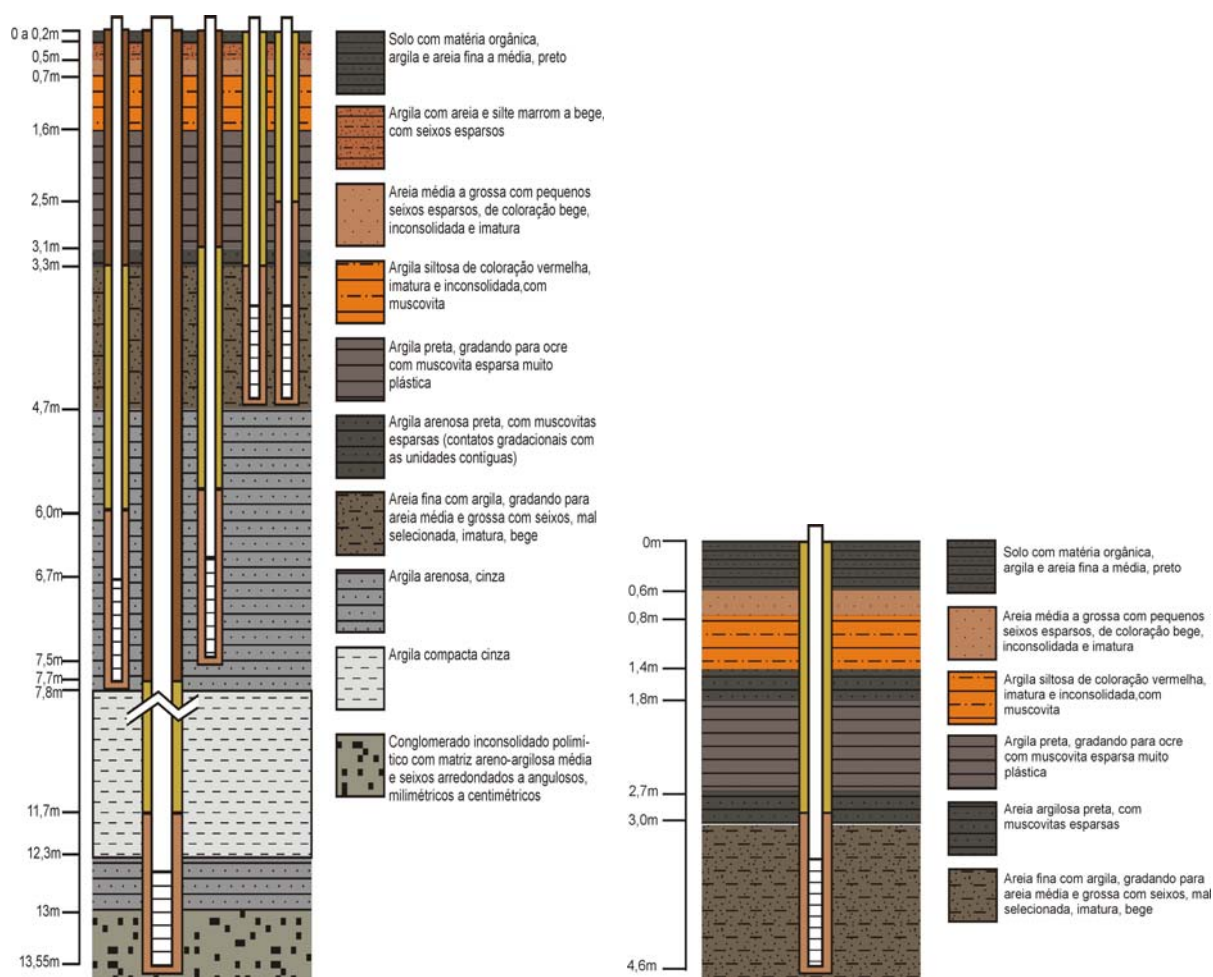 0 a 0,2m
0,5m
0,7m
1,6m
2,5m
3,1m
3,3m
4,7m
6,0m
6,7m
7,5m
7,7m
7,8m
11,7m
12,3m
13m
13,55m
Solo com matéria orgânica,
argila e areia fina a média, preto
Argila com areia e silte marrom a bege,
com seixos esparsos
Areia média a grossa com pequenos
seixos esparsos, de coloração bege,
inconsolidada e imatura
Argila siltosa de coloração vermelha,
imatura e inconsolidada,com
muscovita
Argila preta, gradando para ocre
com muscovita esparsa muito
plástica
Argila arenosa preta, com muscovitas
esparsas (contatos gradacionais com
as unidades contíguas)
Areia fina com argila, gradando para
areia média e grossa com seixos, mal
selecionada, imatura, bege
Argila arenosa, cinza
Argila compacta cinza
Conglomerado inconsolidado polimí-
tico com matriz areno-argilosa média
e seixos arredondados a angulosos,
milimétricos a centimétricos
0m
0,6m
0,8m
1,4m
1,8m
2,7m
3,0m
4,6m
Solo com matéria orgânica,
argila e areia fina a média, preto
Areia média a grossa com pequenos
seixos esparsos, de coloração bege,
inconsolidada e imatura
Argila siltosa de coloração vermelha,
imatura e inconsolidada,com
muscovita
Argila preta, gradando para ocre
com muscovita esparsa muito
plástica
Areia argilosa preta, com
muscovitas esparsas
Areia fina com argila, gradando para
areia média e grossa com seixos, mal
selecionada, imatura, bege